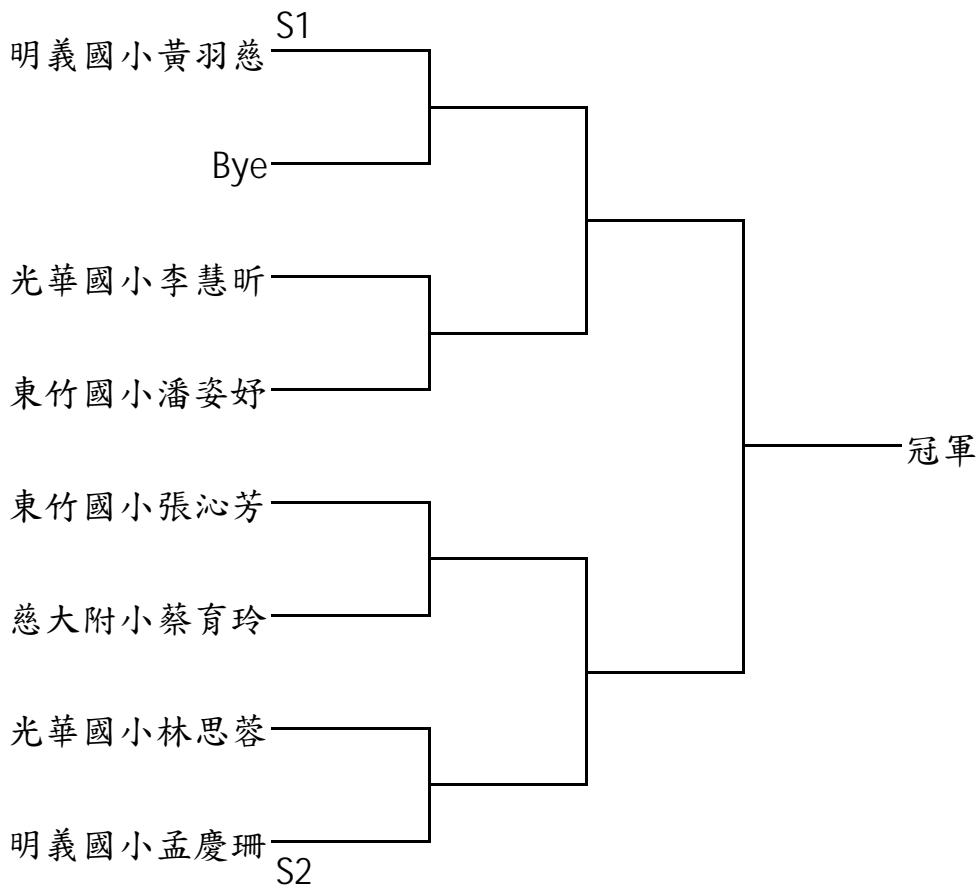 S1
明義國小黃羽慈
Bye
光華國小李慧昕
東竹國小潘姿妤
冠軍
東竹國小張沁芳
慈大附小蔡育玲
光華國小林思蓉
明義國小孟慶珊
S2